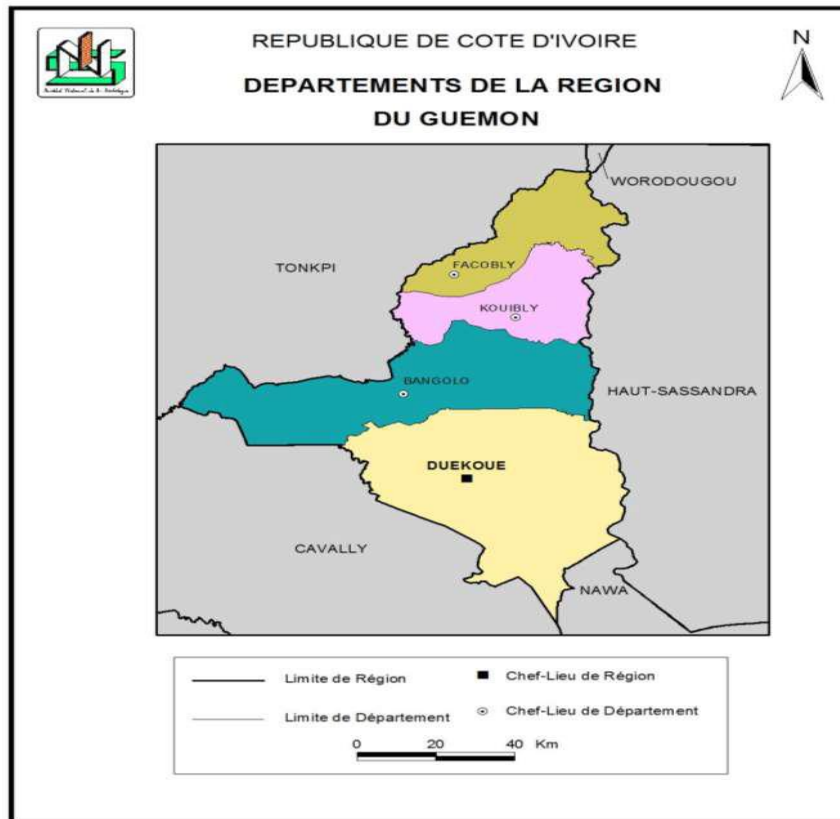 REPUBLIQUE DE COTE D'IVOIRE
N
DEPARTEMENTS DE LA REGION
DU GUEMON
WORODOUGOU
TONKPI
FACOBLY
KOUIBLY
BANGOLO
HAUT-SASSANDRA
DUEKOUE
CAVALLY
NAWA
Limite de Région
Chef-Lieu de Région
Limite de Département
Chef-Lieu de Département
0 20 40 Km